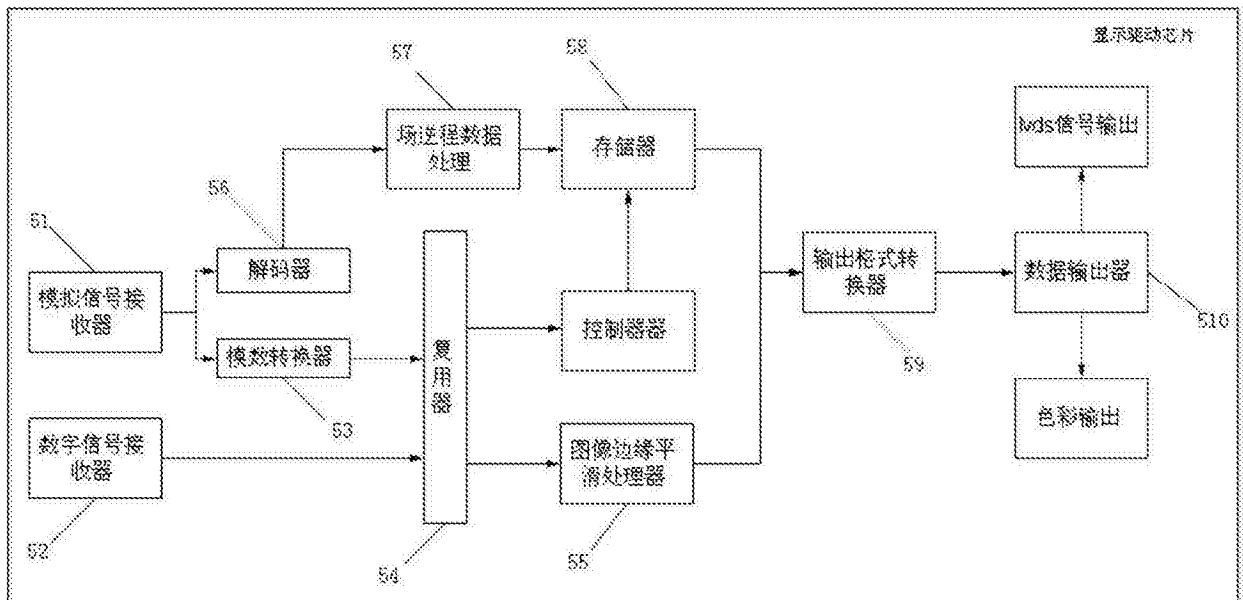 显示驱动芯片
57
58
场逆程数据
处理
存储器
lvds信号输出
56
51
解码器
模拟信号接
收器
输出格式转
换器
数据输出器
510
控制器器
模数转换器
复
用
器
59
53
色彩输出
数字信号接
收器
图像边缘平
滑处理器
52
54
55